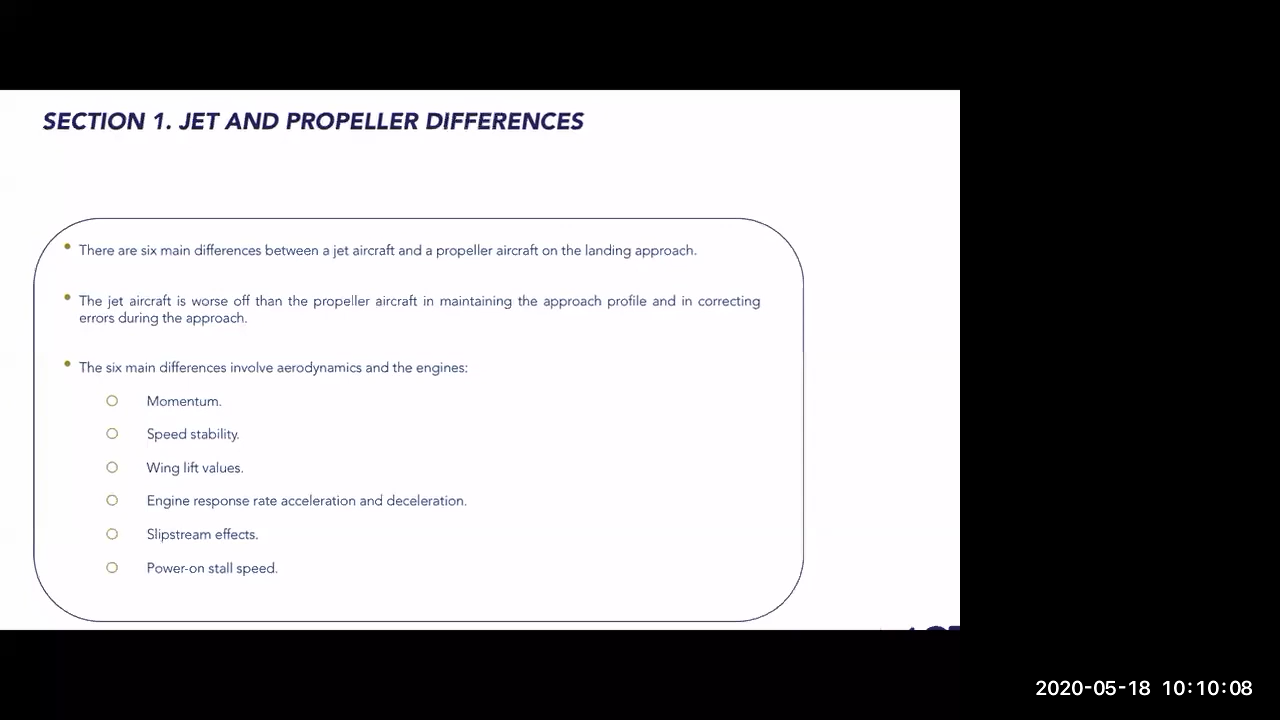 SECTION 1. JET AND PROPELLER DIFFERENCES
• There are six main differences between a jet aircraft and a propeller aircraft on the landing approach.
• The jet aircraft is worse off than the propeller aircraft in maintaining the approach profile and in correcting
errors during the approach.
• The six main differences involve aerodynamics and the engines:
○ Momentum.
○ Speed stability.
○ Wing lift values.
○ Engine response rate acceleration and deceleration.
○ Slipstream effects.
○ Power-on stall speed.
2020-05-18 10:10:08